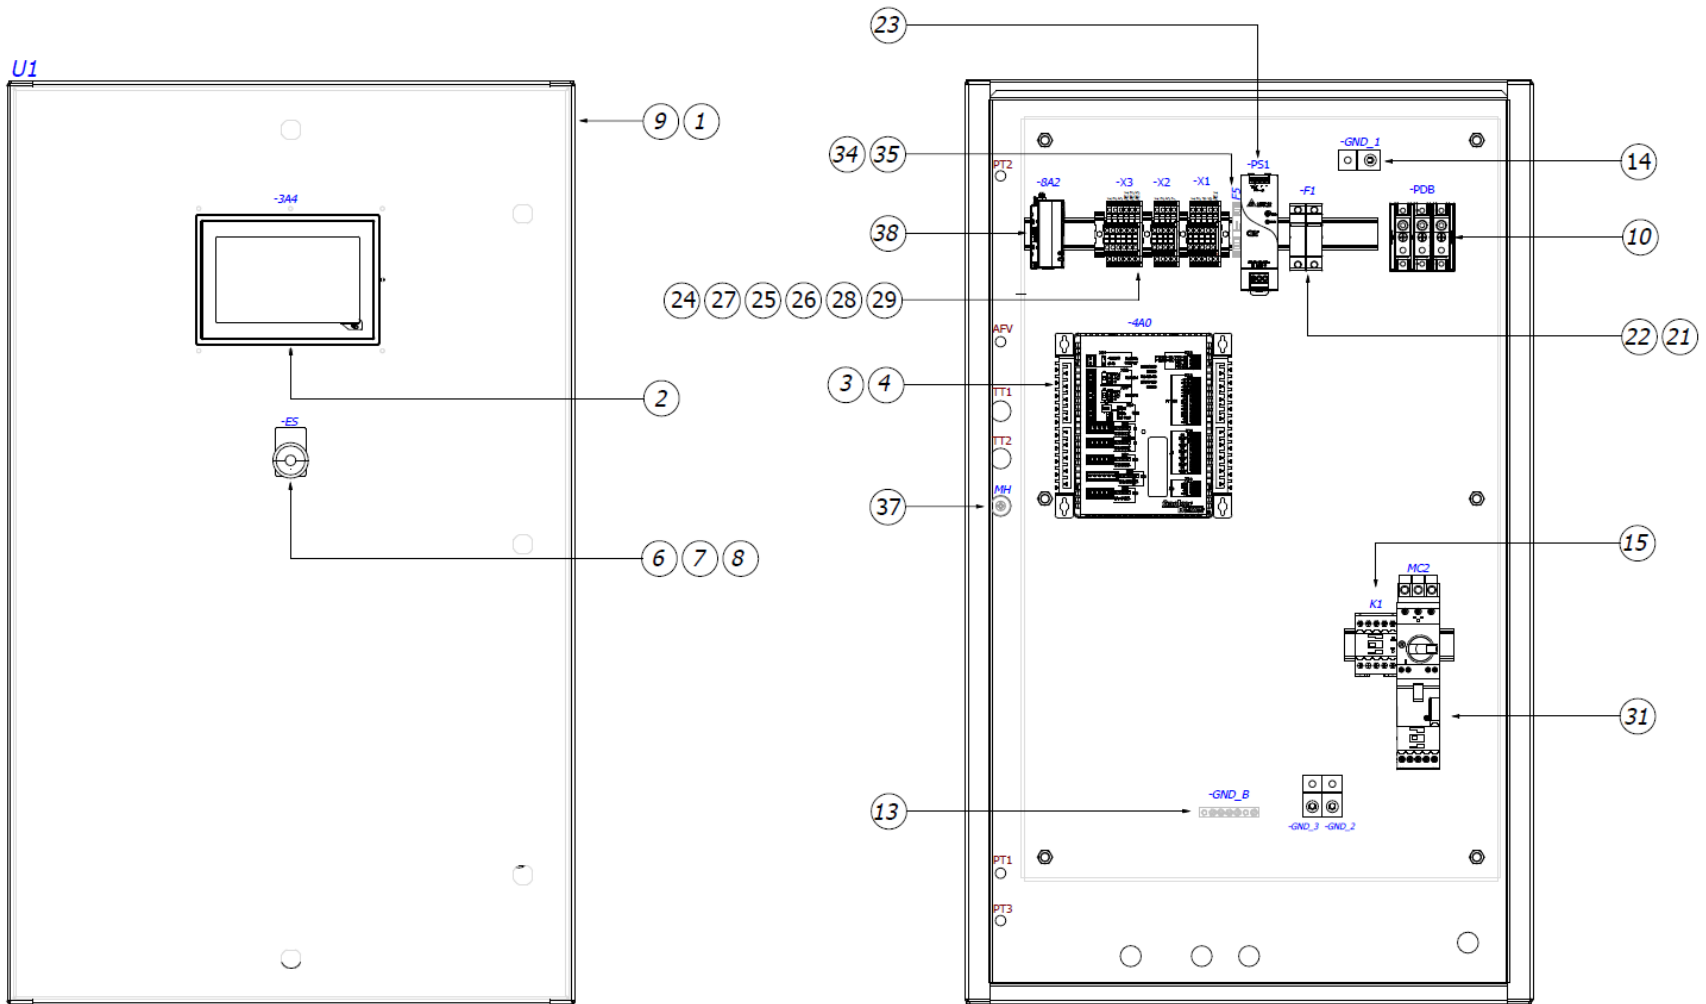 U1
9 1
-3A4
2
-ES
6 7 8
23
34 35
PT2
-8A2
-X3
-X2
-X1
F5
-PS1
-F1
-GND_1
14
-PDB
38
10
24 27 25 26 28 29
AFV
-4A0
22 21
3 4
TT1
TT2
MH
37
15
MC2
K1
31
13
-GND_B
-GND_3 -GND_2
PT1
PT3